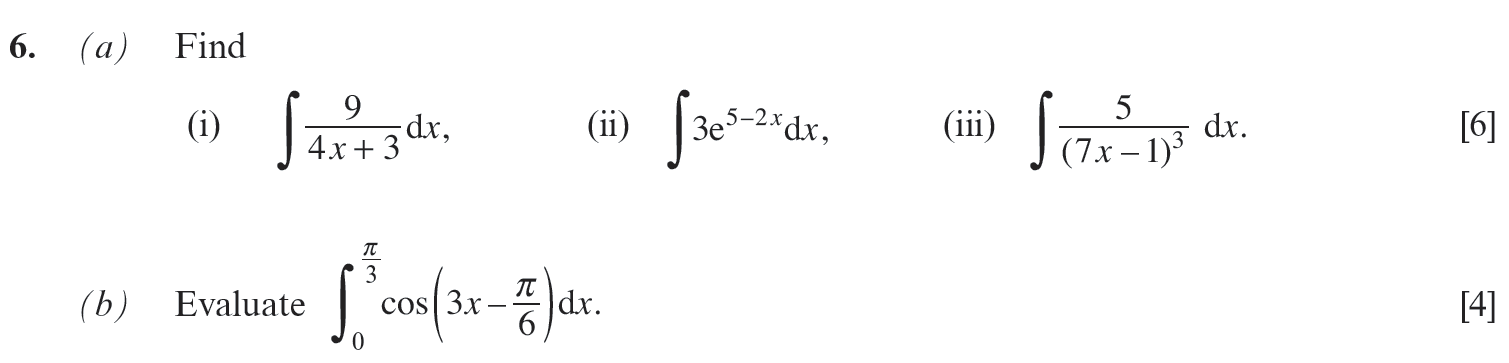 6. (a) Find
(i) ∫ 9/(4x + 3) dx, (ii) ∫ 3e^(5–2x) dx, (iii) ∫ 5/(7x – 1)³ dx. [6]
(b) Evaluate ∫₀^(π/3) cos(3x – π/6) dx. [4]